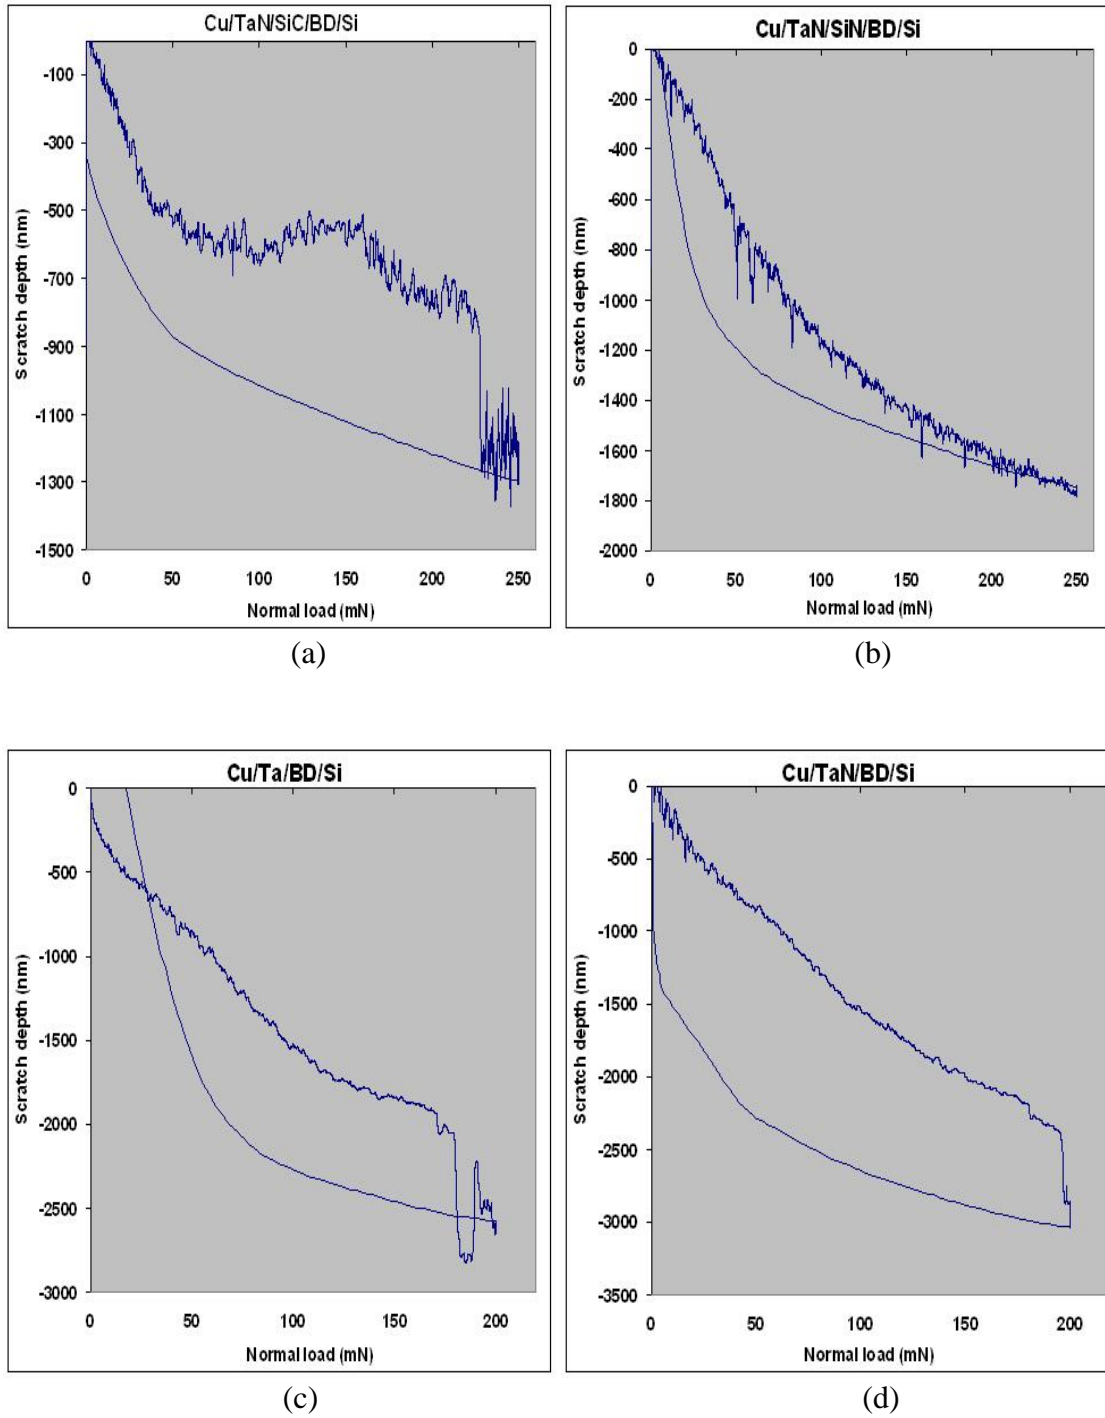 Cu/TaN/SiC/BD/Si
-100
-300
-500
-700
-900
-1100
-1300
-1500
Scratch depth (nm)
0 50 100 150 200 250
Normal load (mN)
(a)
Cu/TaN/SiN/BD/Si
0
-200
-400
-600
-800
-1000
-1200
-1400
-1600
-1800
-2000
Scratch depth (nm)
0 50 100 150 200 250
Normal load (mN)
(b)
Cu/Ta/BD/Si
0
-500
-1000
-1500
-2000
-2500
-3000
Scratch depth (nm)
0 50 100 150 200
Normal load (mN)
(c)
Cu/TaN/BD/Si
0
-500
-1000
-1500
-2000
-2500
-3000
-3500
Scratch depth (nm)
0 50 100 150 200
Normal load (mN)
(d)